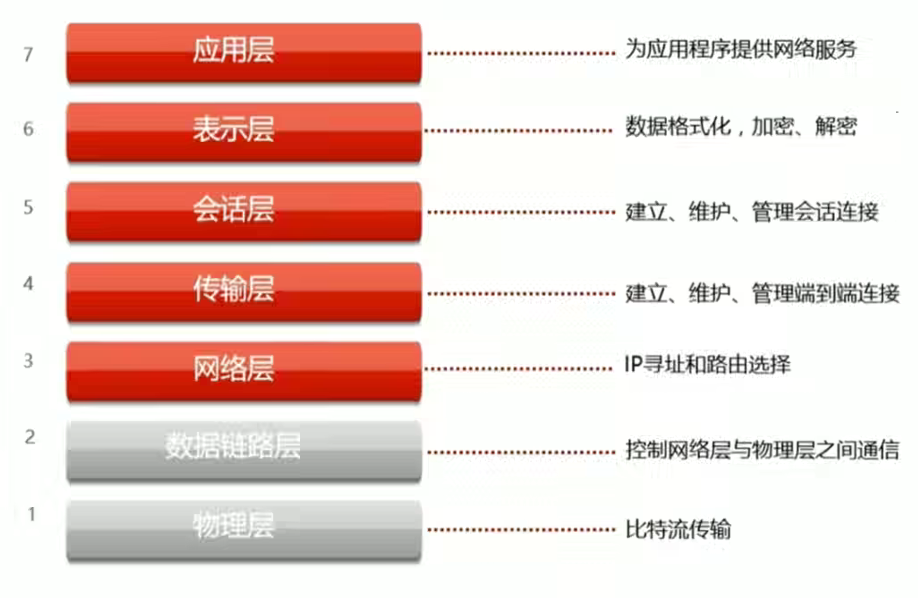 7 应用层 为应用程序提供网络服务
6 表示层 数据格式化，加密、解密
5 会话层 建立、维护、管理会话连接
4 传输层 建立、维护、管理端到端连接
3 网络层 IP寻址和路由选择
2 数据链路层 控制网络层与物理层之间通信
1 物理层 比特流传输